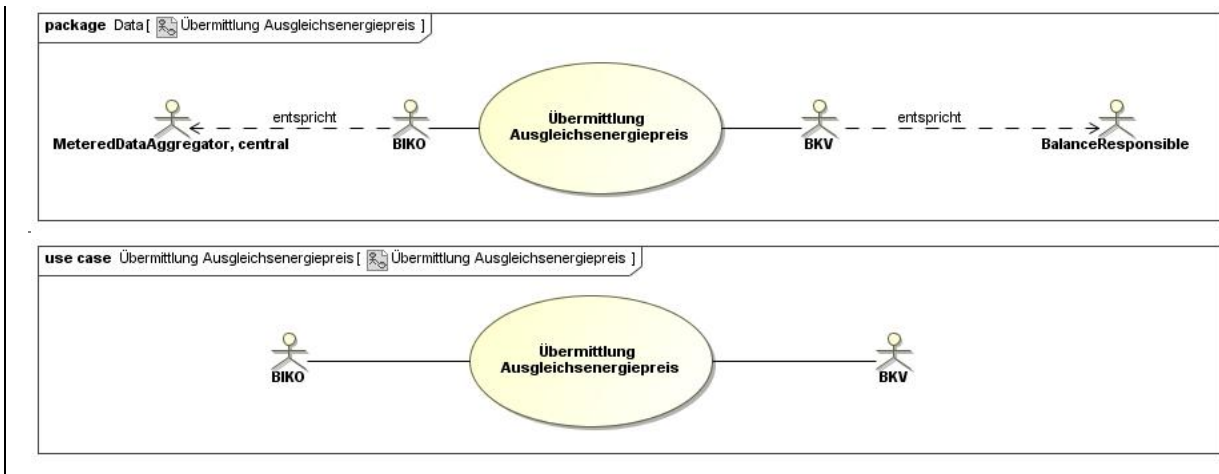 package Data [ Übermittlung Ausgleichsenergiepreis ]
entspricht
entspricht
Übermittlung
Ausgleichsenergiepreis
MeteredDataAggregator, central
BIKO
BKV
BalanceResponsible
use case Übermittlung Ausgleichsenergiepreis [ Übermittlung Ausgleichsenergiepreis ]
Übermittlung
Ausgleichsenergiepreis
BIKO
BKV